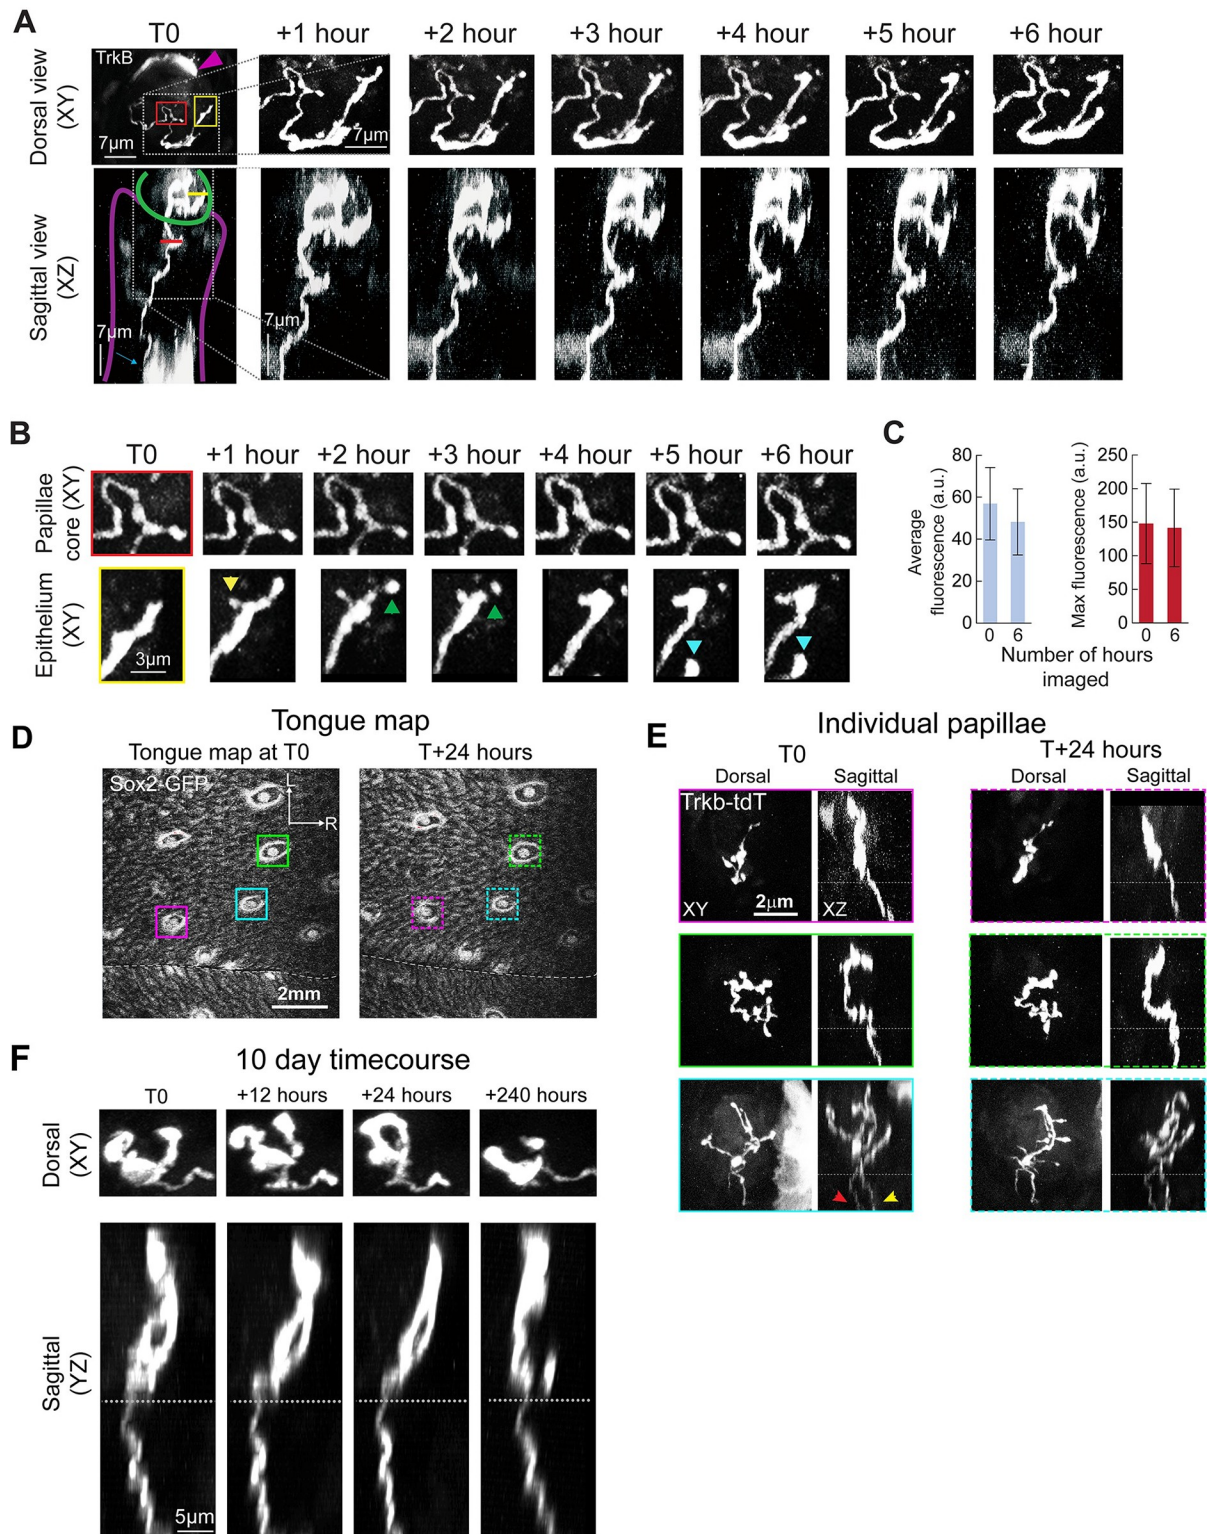 A
T0
+1 hour
+2 hour
+3 hour
+4 hour
+5 hour
+6 hour
Dorsal view
(XY)
TrkB
7µm
7µm
Sagittal view
(XZ)
7µm
7µm
B
T0
+1 hour
+2 hour
+3 hour
+4 hour
+5 hour
+6 hour
Papillae
core (XY)
Epithelium
(XY)
3µm
C
Average
fluorescence (a.u.)
80
60
40
20
0
0 6
Max fluorescence (a.u.)
250
200
150
100
50
0
0 6
Number of hours
imaged
D
Tongue map
Tongue map at T0
T+24 hours
Sox2-GFP
L
R
2mm
E
Individual papillae
T0
T+24 hours
Dorsal
Sagittal
Dorsal
Sagittal
Trkb-tdT
XY
2µm
XZ
F
10 day timecourse
T0
+12 hours
+24 hours
+240 hours
Dorsal
(XY)
Sagittal
(YZ)
5µm